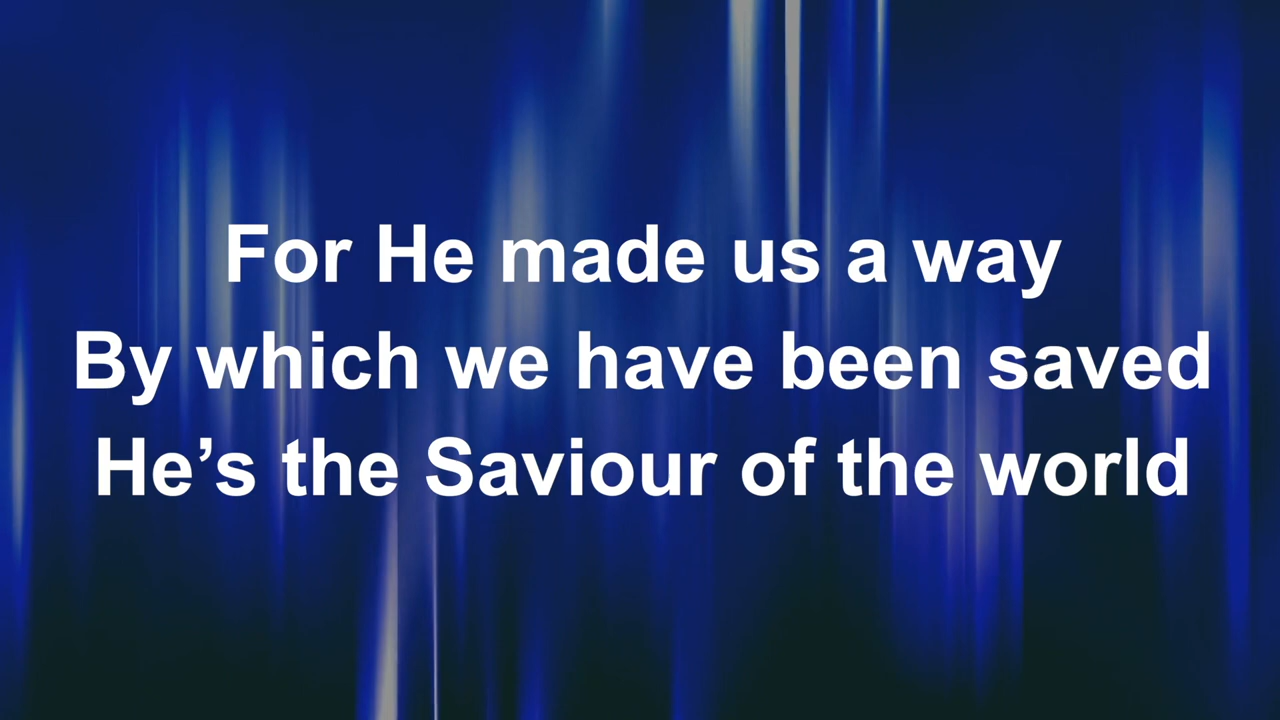 For He made us a way
By which we have been saved
He’s the Saviour of the world